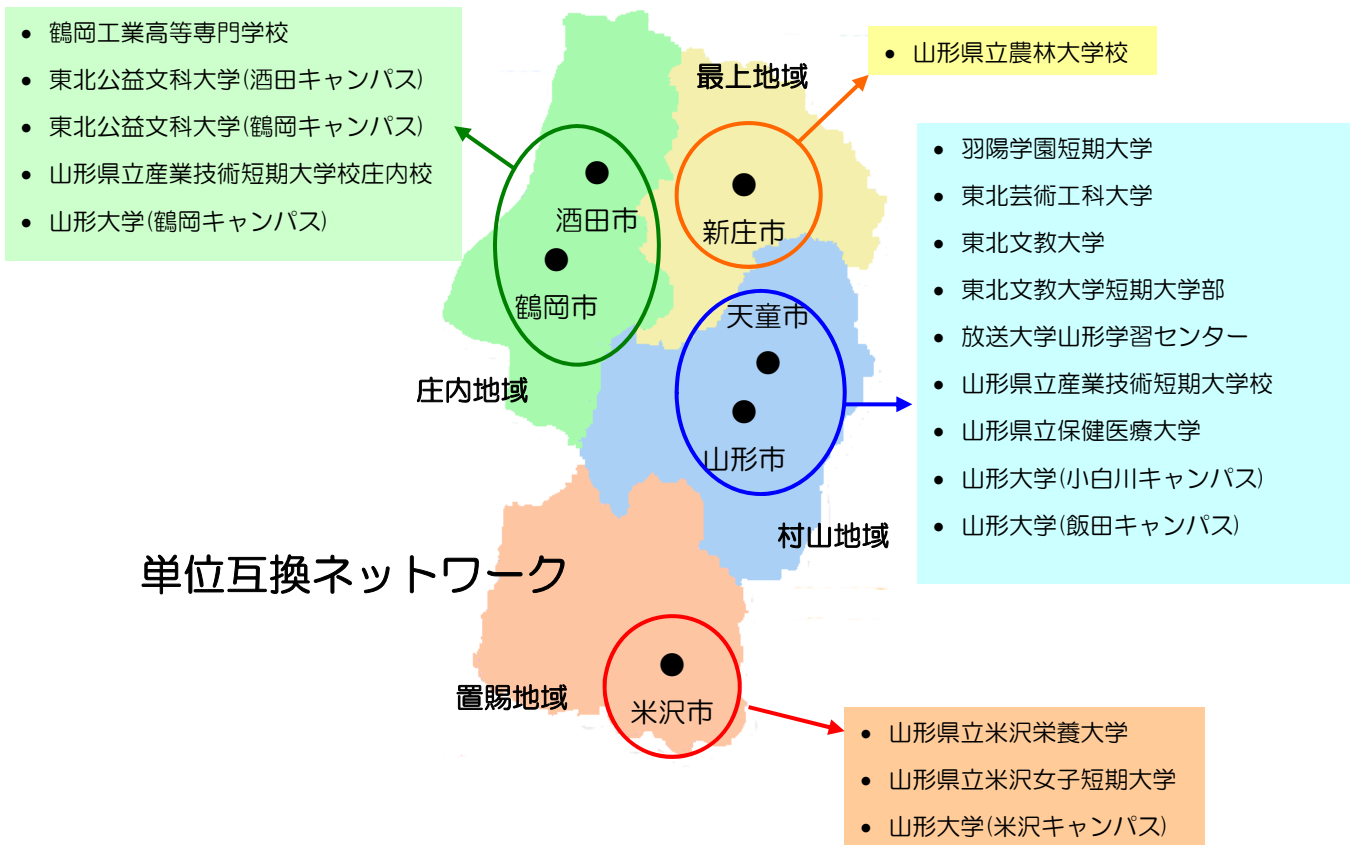 • 鶴岡工業高等専門学校
• 東北公益文科大学(酒田キャンパス)
• 東北公益文科大学(鶴岡キャンパス)
• 山形県立産業技術短期大学校庄内校
• 山形大学(鶴岡キャンパス)
最上地域
• 山形県立農林大学校
酒田市
鶴岡市
新庄市
庄内地域
天童市
山形市
村山地域
• 羽陽学園短期大学
• 東北芸術工科大学
• 東北文教大学
• 東北文教大学短期大学部
• 放送大学山形学習センター
• 山形県立産業技術短期大学校
• 山形県立保健医療大学
• 山形大学(小白川キャンパス)
• 山形大学(飯田キャンパス)
単位互換ネットワーク
置賜地域
米沢市
• 山形県立米沢栄養大学
• 山形県立米沢女子短期大学
• 山形大学(米沢キャンパス)